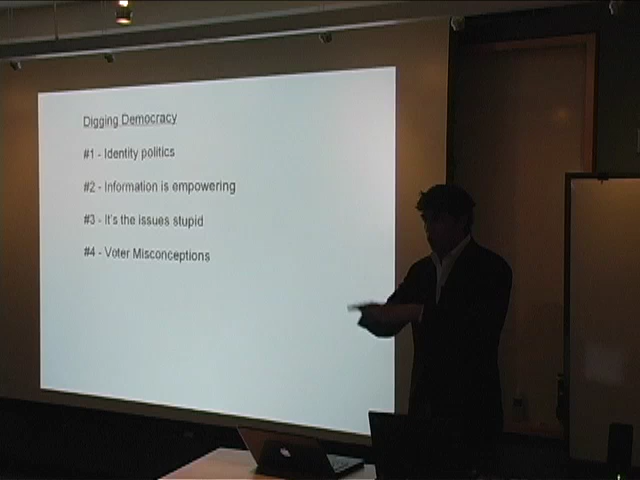 Digging Democracy
#1 - Identity politics
#2 - Information is empowering
#3 - It's the issues stupid
#4 - Voter Misconceptions